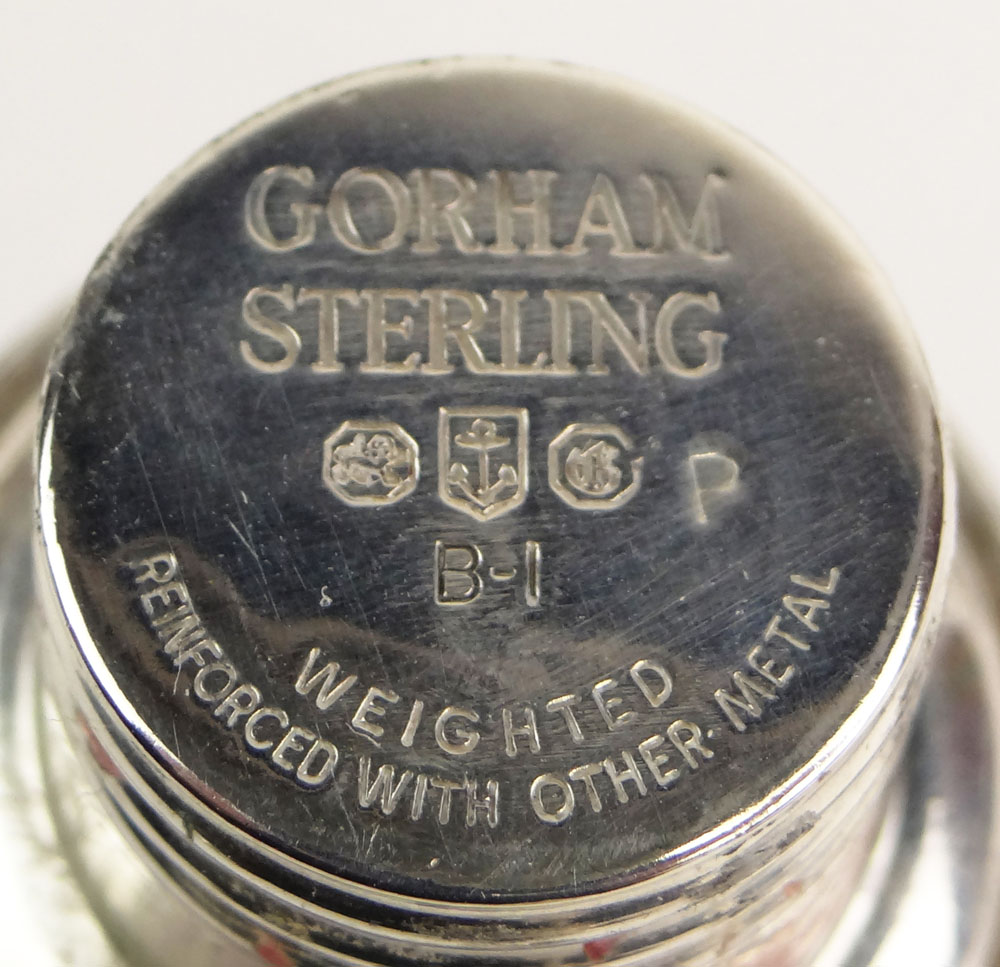 GORHAM
STERLING
G P
B-1
WEIGHTED
REINFORCED WITH OTHER METAL